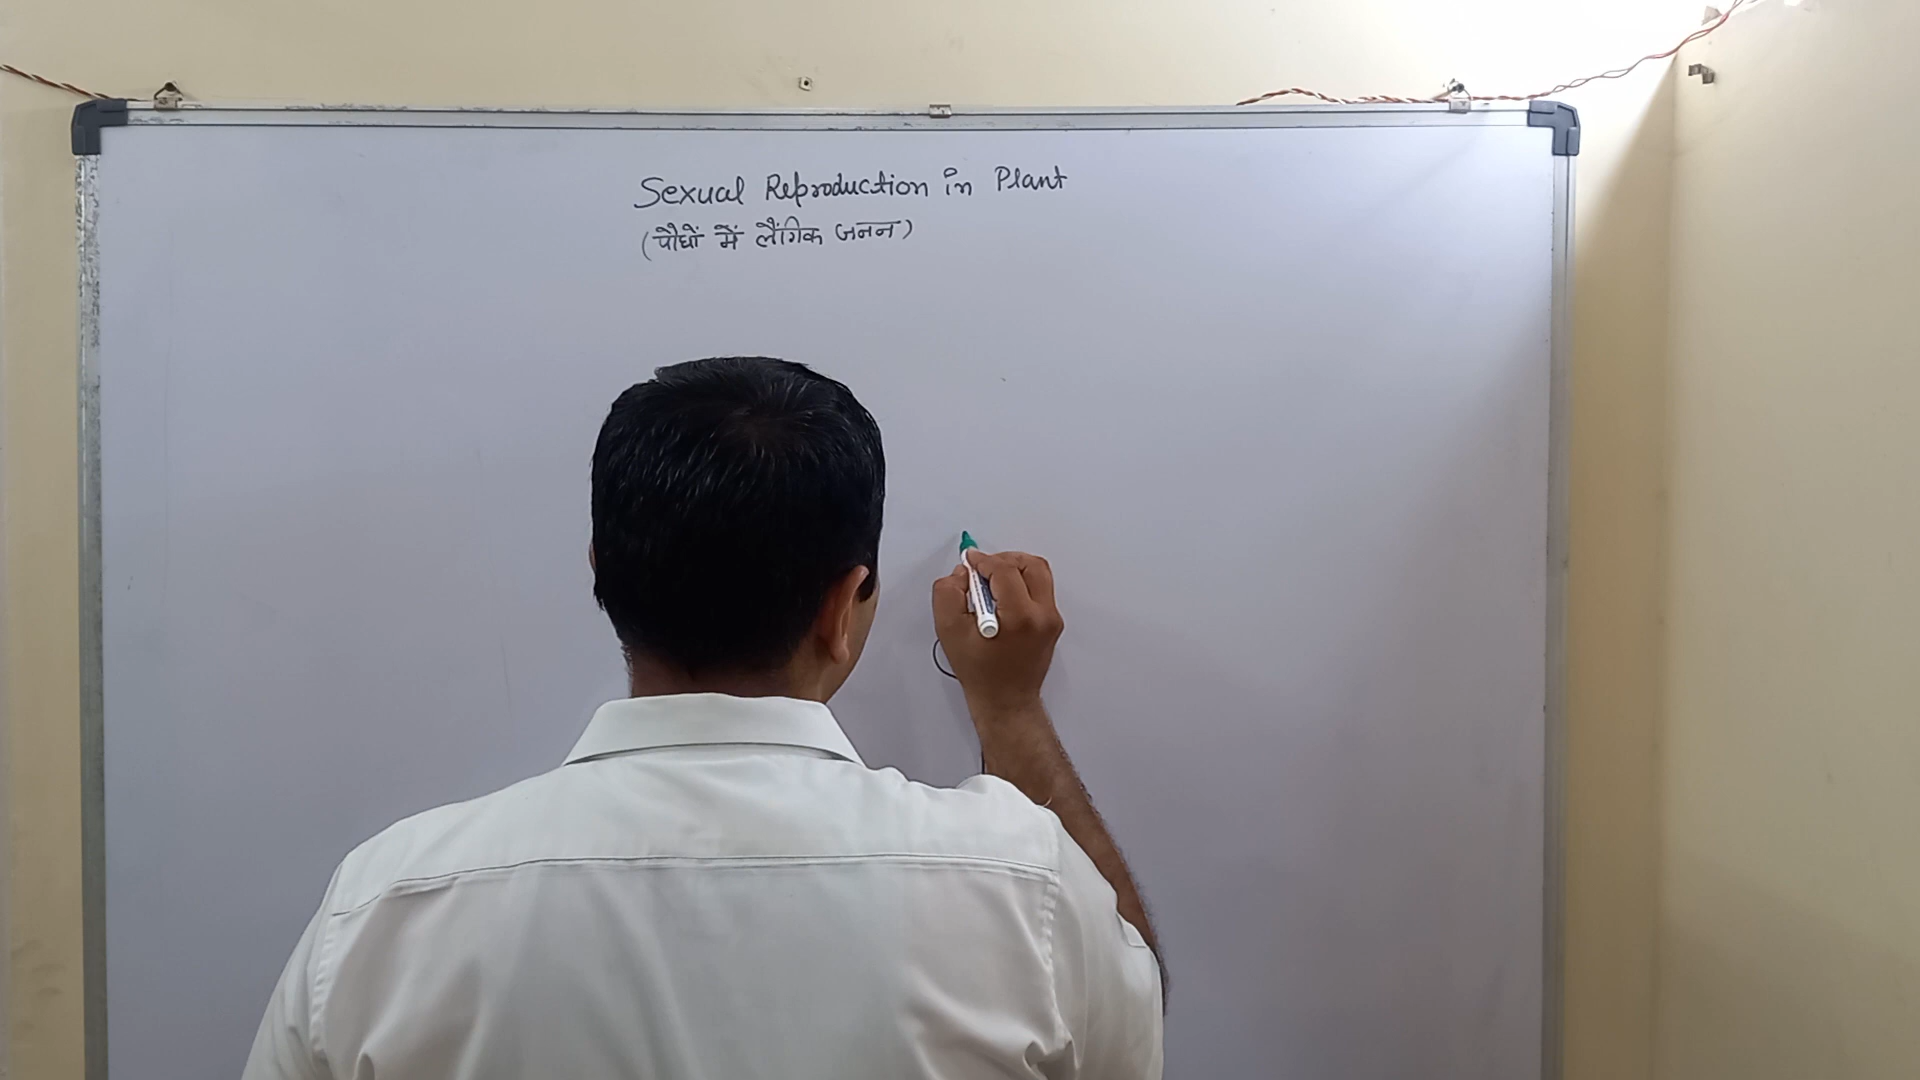 Sexual Reproduction in Plant
(पौधों में लैंगिक जनन)